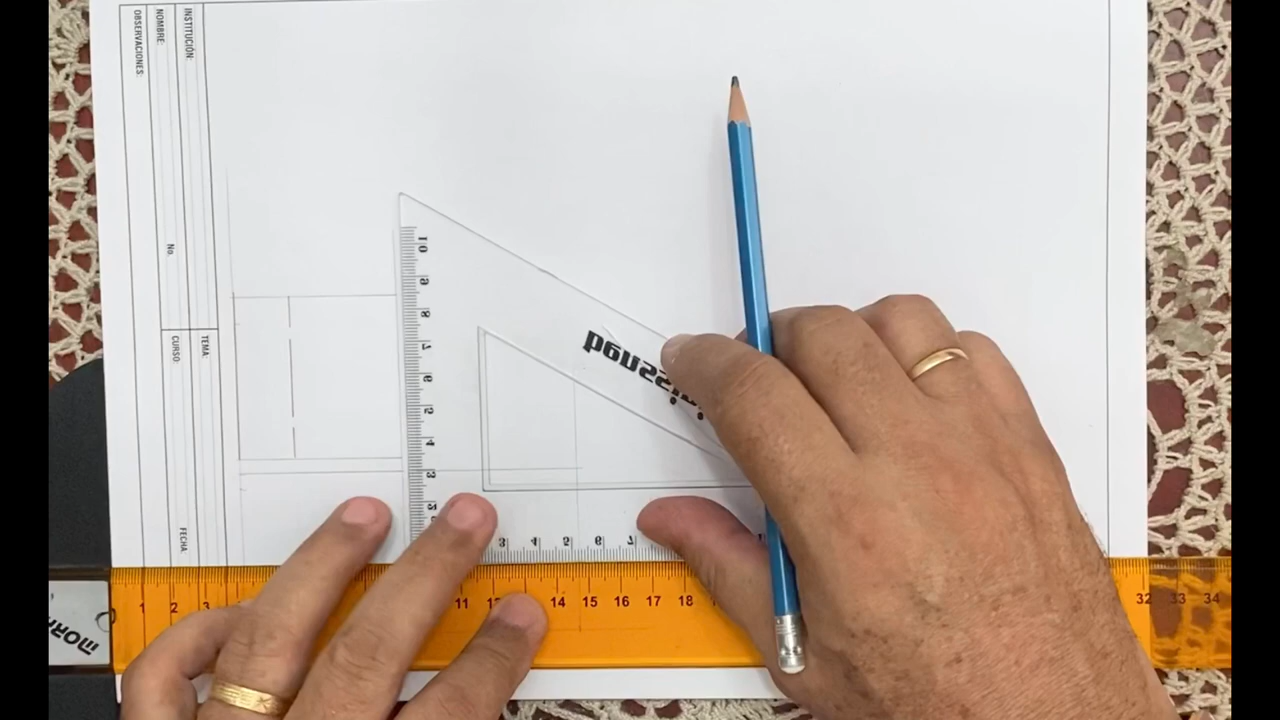 INSTITUCIÓN:
NOMBRE:
OBSERVACIONES:
No.
TEMA:
CURSO:
FECHA:
10
9
8
7
6
5
4
3
2
3 4 5 6 7
1 2 3 11 14 15 16 17 18 32 33 34